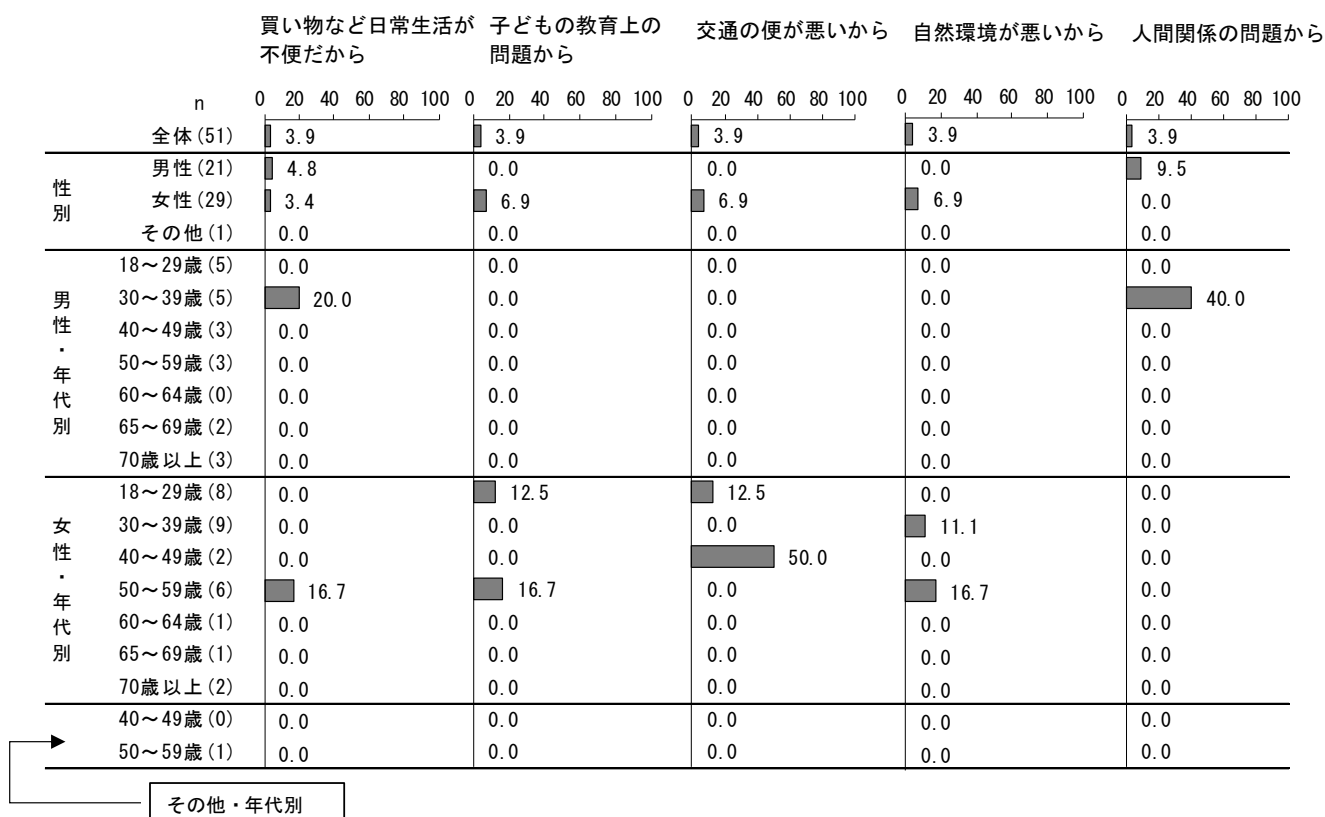 買い物など日常生活が 子どもの教育上の 交通の便が悪いから 自然環境が悪いから 人間関係の問題から
不便だから 問題から
n 0 20 40 60 80 100 0 20 40 60 80 100 0 20 40 60 80 100 0 20 40 60 80 100 0 20 40 60 80 100
全体(51) 3.9 3.9 3.9 3.9 3.9
性別
男性(21) 4.8 0.0 0.0 0.0 9.5
女性(29) 3.4 6.9 6.9 6.9 0.0
その他(1) 0.0 0.0 0.0 0.0 0.0
男性・年代別
18～29歳(5) 0.0 0.0 0.0 0.0 0.0
30～39歳(5) 20.0 0.0 0.0 0.0 40.0
40～49歳(3) 0.0 0.0 0.0 0.0 0.0
50～59歳(3) 0.0 0.0 0.0 0.0 0.0
60～64歳(0) 0.0 0.0 0.0 0.0 0.0
65～69歳(2) 0.0 0.0 0.0 0.0 0.0
70歳以上(3) 0.0 0.0 0.0 0.0 0.0
女性・年代別
18～29歳(8) 0.0 12.5 12.5 0.0 0.0
30～39歳(9) 0.0 0.0 0.0 11.1 0.0
40～49歳(2) 0.0 0.0 50.0 0.0 0.0
50～59歳(6) 16.7 16.7 0.0 16.7 0.0
60～64歳(1) 0.0 0.0 0.0 0.0 0.0
65～69歳(1) 0.0 0.0 0.0 0.0 0.0
70歳以上(2) 0.0 0.0 0.0 0.0 0.0
40～49歳(0) 0.0 0.0 0.0 0.0 0.0
50～59歳(1) 0.0 0.0 0.0 0.0 0.0
その他・年代別